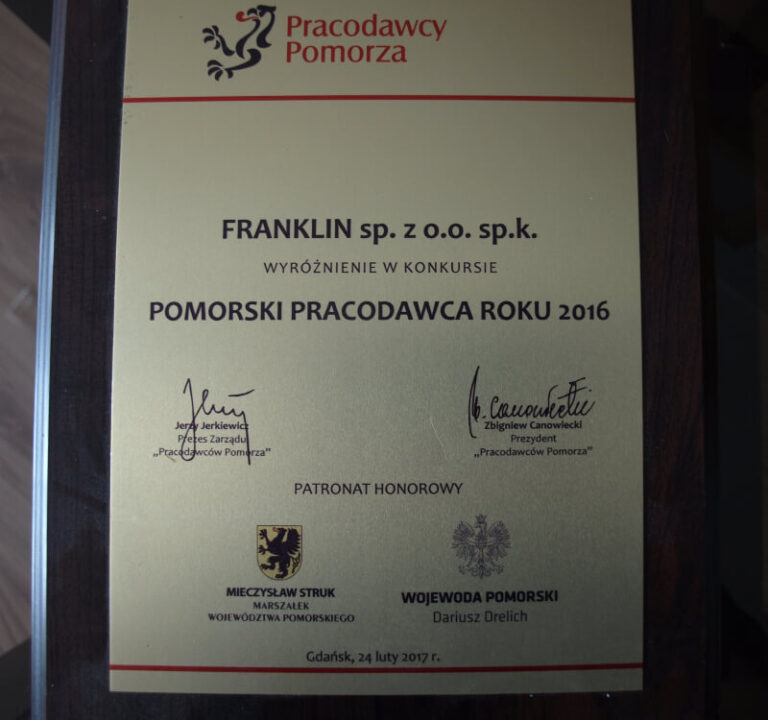 Pracodawcy
Pomorza
FRANKLIN sp. z o.o. sp.k.
WYRÓŻNIENIE W KONKURSIE
POMORSKI PRACODAWCA ROKU 2016
Jerzy Jerkiewicz
Prezes Zarządu
„Pracodawców Pomorza”
b. Canowiecki
Zbigniew Canowiecki
Prezydent
„Pracodawców Pomorza”
PATRONAT HONOROWY
MIECZYSŁAW STRUK
MARSZAŁEK
WOJEWÓDZTWA POMORSKIEGO
WOJEWODA POMORSKI
Dariusz Drelich
Gdańsk, 24 luty 2017 r.